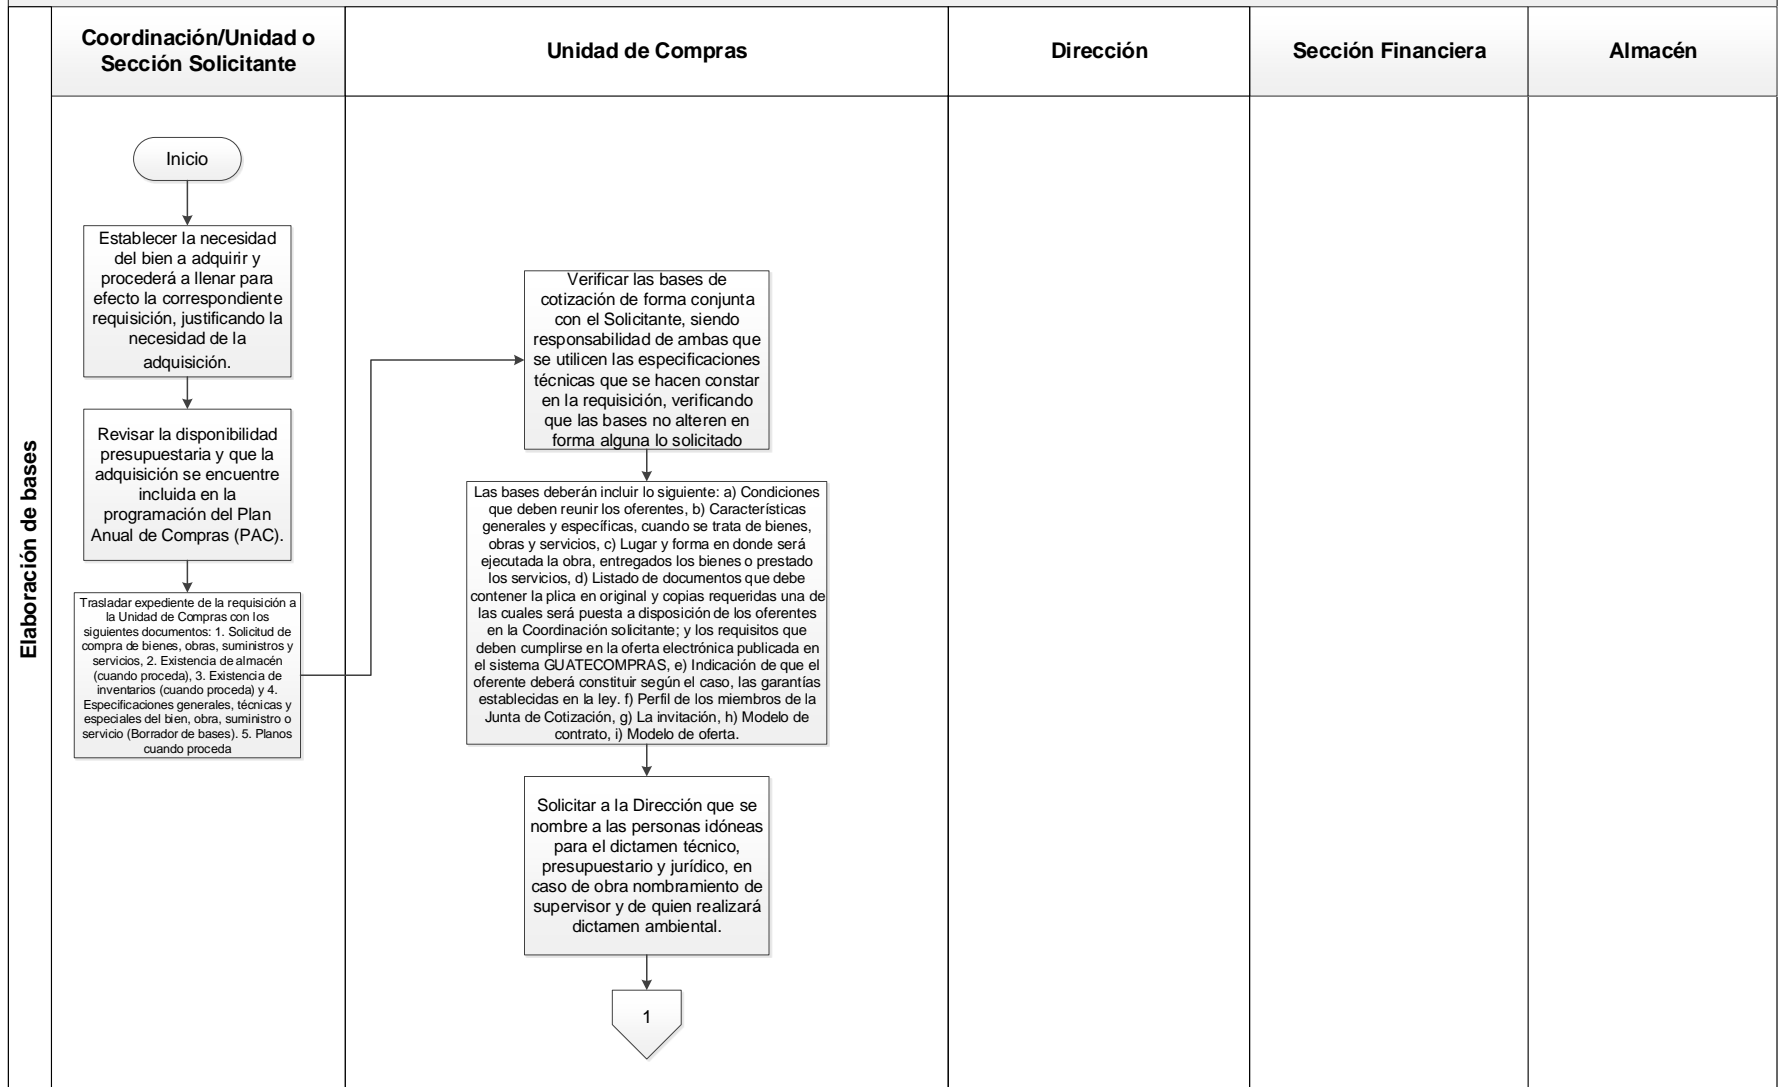 Coordinación/Unidad o
Sección Solicitante
Unidad de Compras
Dirección
Sección Financiera
Almacén
Elaboración de bases
Inicio
Establecer la necesidad
del bien a adquirir y
procederá a llenar para
efecto la correspondiente
requisición, justificando la
necesidad de la
adquisición.
Revisar la disponibilidad
presupuestaria y que la
adquisición se encuentre
incluida en la
programación del Plan
Anual de Compras (PAC).
Trasladar expediente de la requisición a
la Unidad de Compras con los
siguientes documentos: 1. Solicitud de
compra de bienes, obras, suministros y
servicios, 2. Existencia de almacén
(cuando proceda), 3. Existencia de
inventarios (cuando proceda) y 4.
Especificaciones generales, técnicas y
especiales del bien, obra, suministro o
servicio (Borrador de bases). 5. Planos
cuando proceda
Verificar las bases de
cotización de forma conjunta
con el Solicitante, siendo
responsabilidad de ambas que
se utilicen las especificaciones
técnicas que se hacen constar
en la requisición, verificando
que las bases no alteren en
forma alguna lo solicitado
Las bases deberán incluir lo siguiente: a) Condiciones
que deben reunir los oferentes, b) Características
generales y específicas, cuando se trata de bienes,
obras y servicios, c) Lugar y forma en donde será
ejecutada la obra, entregados los bienes o prestado
los servicios, d) Listado de documentos que debe
contener la plica en original y copias requeridas una de
las cuales será puesta a disposición de los oferentes
en la Coordinación solicitante; y los requisitos que
deben cumplirse en la oferta electrónica publicada en
el sistema GUATECOMPRAS, e) Indicación de que el
oferente deberá constituir según el caso, las garantías
establecidas en la ley. f) Perfil de los miembros de la
Junta de Cotización, g) La invitación, h) Modelo de
contrato, i) Modelo de oferta.
Solicitar a la Dirección que se
nombre a las personas idóneas
para el dictamen técnico,
presupuestario y jurídico, en
caso de obra nombramiento de
supervisor y de quien realizará
dictamen ambiental.
1